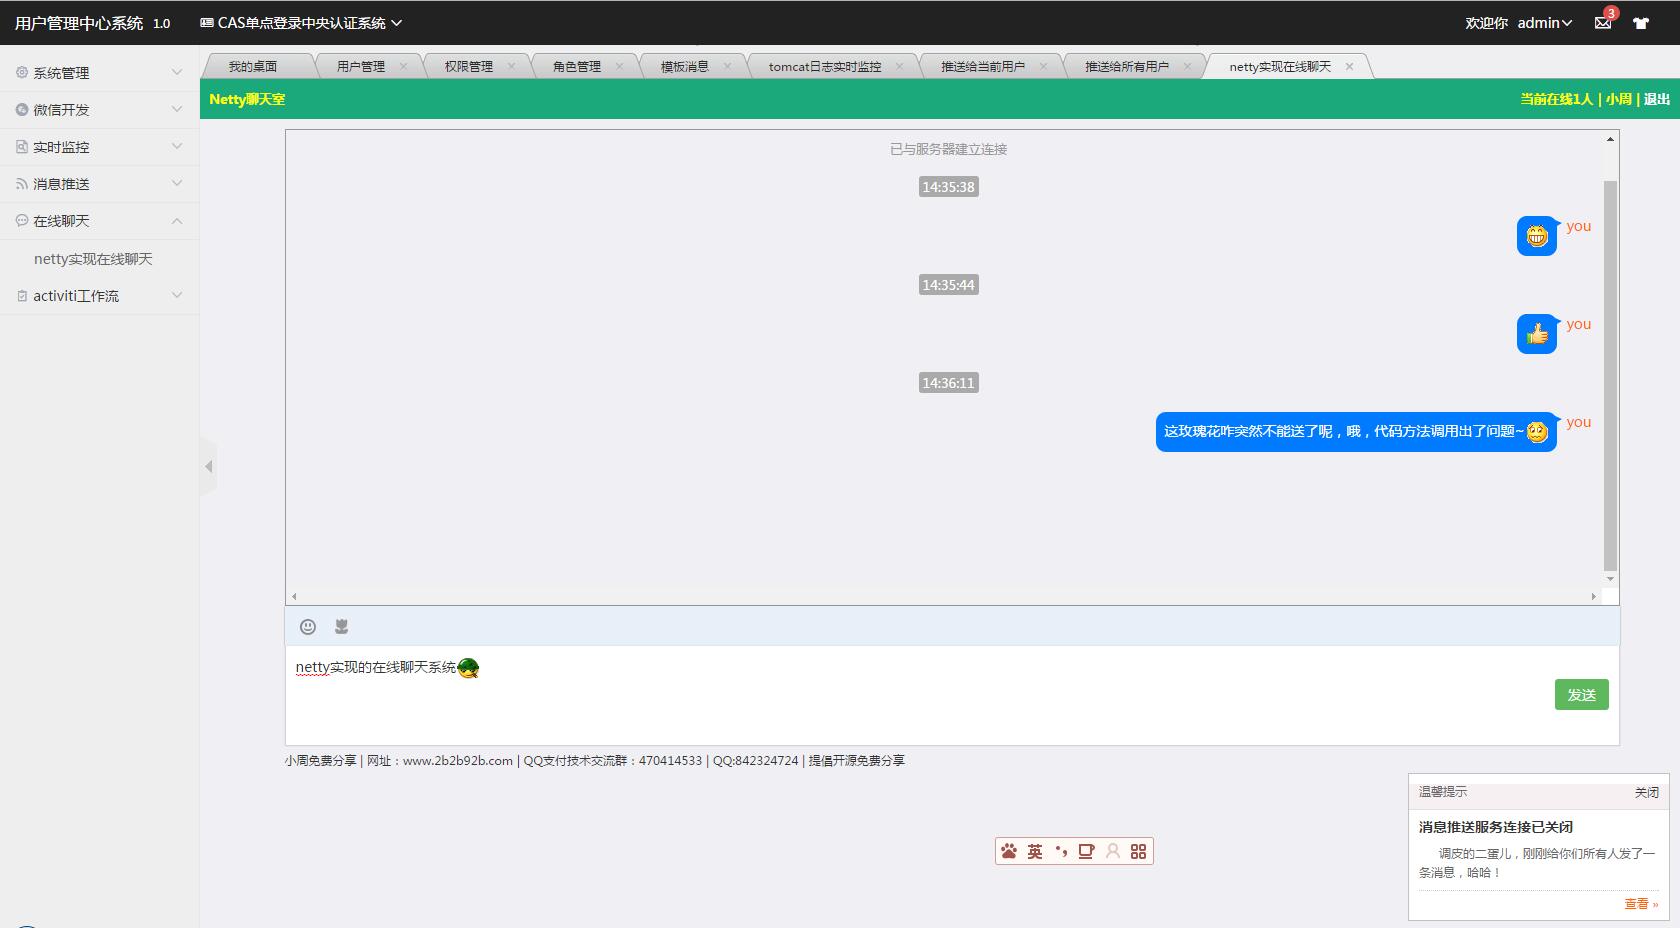 用户管理中心系统 1.0 CAS单点登录中央认证系统 欢迎你 admin 3
我的桌面 用户管理 权限管理 角色管理 模板消息 tomcat日志实时监控 推送给当前用户 推送给所有用户 netty实现在线聊天
系统管理
微信开发
实时监控
消息推送
在线聊天
netty实现在线聊天
activiti工作流
Netty聊天室 当前在线1人 | 小周 | 退出
已与服务器建立连接
14:35:38
you
14:35:44
you
14:36:11
这玫瑰花咋突然不能送了呢，哦，代码方法调用出了问题~ you
netty实现的在线聊天系统
发送
小周免费分享 | 网址：www.2b2b92b.com | QQ支付技术交流群：470414533 | QQ:842324724 | 提倡开源免费分享
英
温馨提示 关闭
消息推送服务连接已关闭
调皮的二蛋儿，刚刚给你们所有人发了一
条消息，哈哈！
查看 »